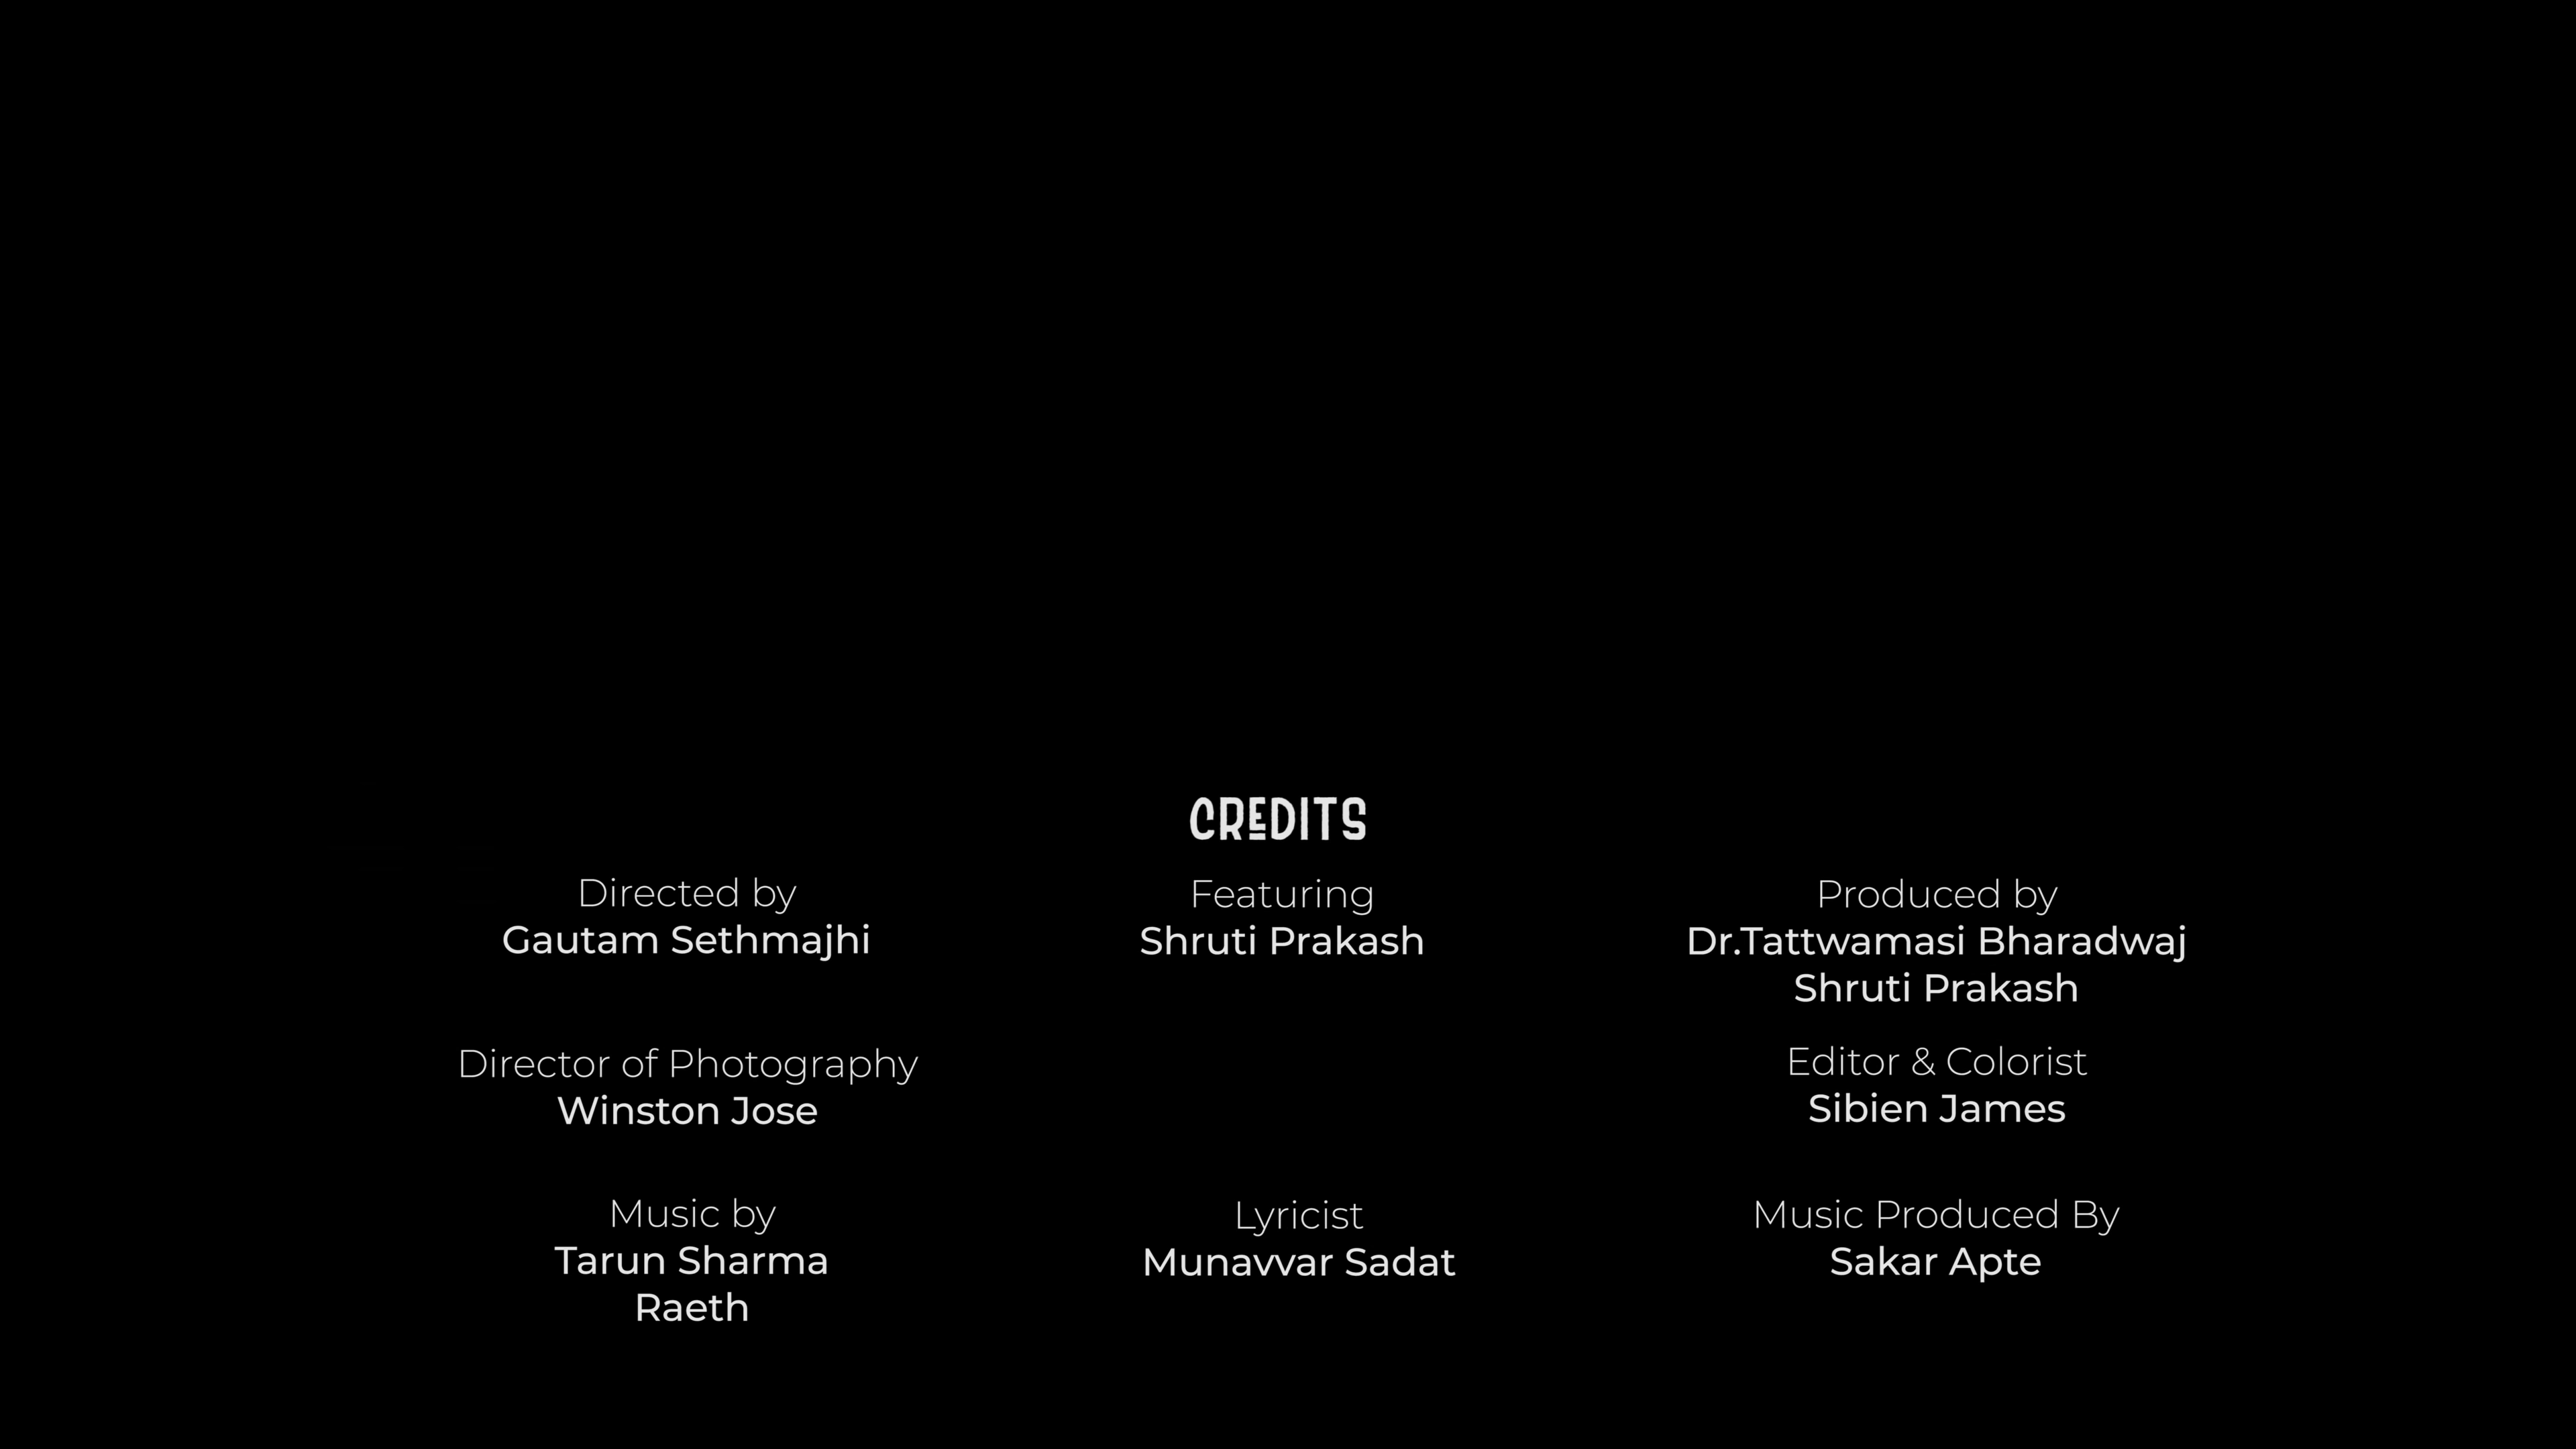 CREDITS
Directed by
Gautam Sethmajhi
Featuring
Shruti Prakash
Produced by
Dr.Tattwamasi Bharadwaj
Shruti Prakash
Director of Photography
Winston Jose
Editor & Colorist
Sibien James
Music by
Tarun Sharma
Raeth
Lyricist
Munavvar Sadat
Music Produced By
Sakar Apte